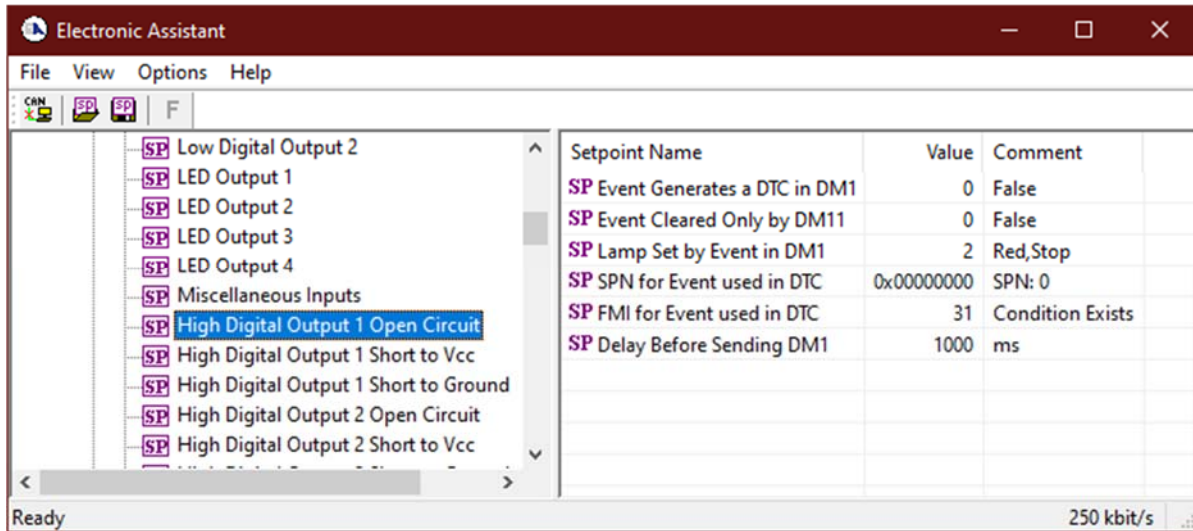 Electronic Assistant
File View Options Help
CAN
SP SP F
SP Low Digital Output 2
SP LED Output 1
SP LED Output 2
SP LED Output 3
SP LED Output 4
SP Miscellaneous Inputs
SP High Digital Output 1 Open Circuit
SP High Digital Output 1 Short to Vcc
SP High Digital Output 1 Short to Ground
SP High Digital Output 2 Open Circuit
SP High Digital Output 2 Short to Vcc
Setpoint Name Value Comment
SP Event Generates a DTC in DM1 0 False
SP Event Cleared Only by DM11 0 False
SP Lamp Set by Event in DM1 2 Red,Stop
SP SPN for Event used in DTC 0x00000000 SPN: 0
SP FMI for Event used in DTC 31 Condition Exists
SP Delay Before Sending DM1 1000 ms
Ready 250 kbit/s